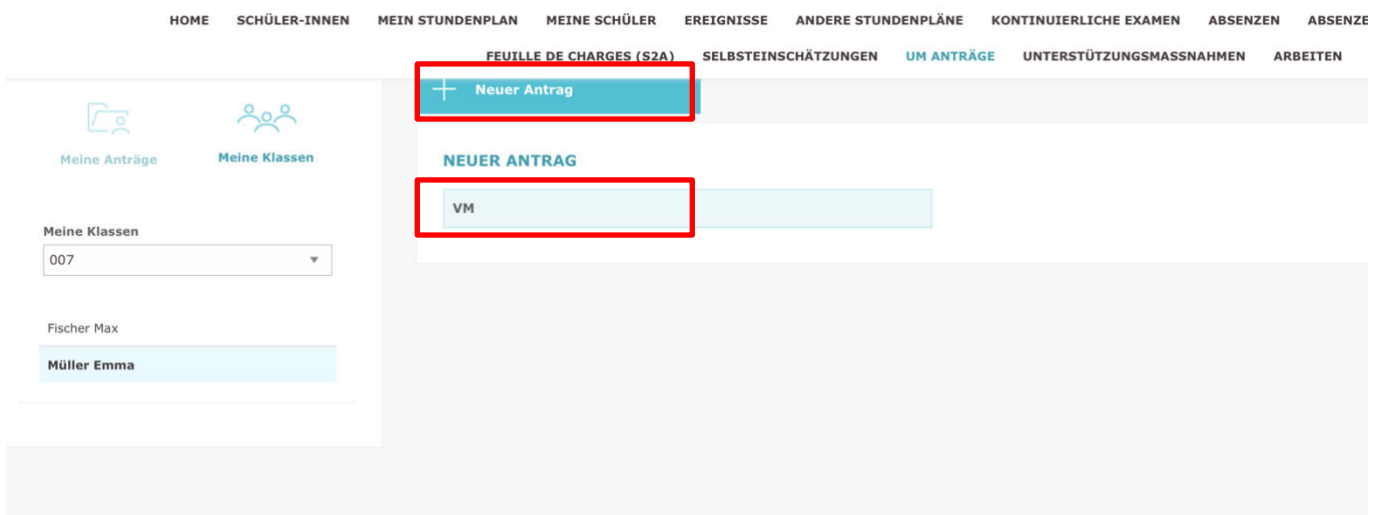 HOME SCHÜLER-INNEN MEIN STUNDENPLAN MEINE SCHÜLER EREIGNISSE ANDERE STUNDENPLÄNE KONTINUIERLICHE EXAMEN ABSENZEN ABSENZE
FEUILLE DE CHARGES (S2A) SELBSTEINSCHÄTZUNGEN UM ANTRÄGE UNTERSTÜTZUNGSMASSNAHMEN ARBEITEN
Neuer Antrag
Meine Anträge Meine Klassen
NEUER ANTRAG
VM
Meine Klassen
007
Fischer Max
Müller Emma